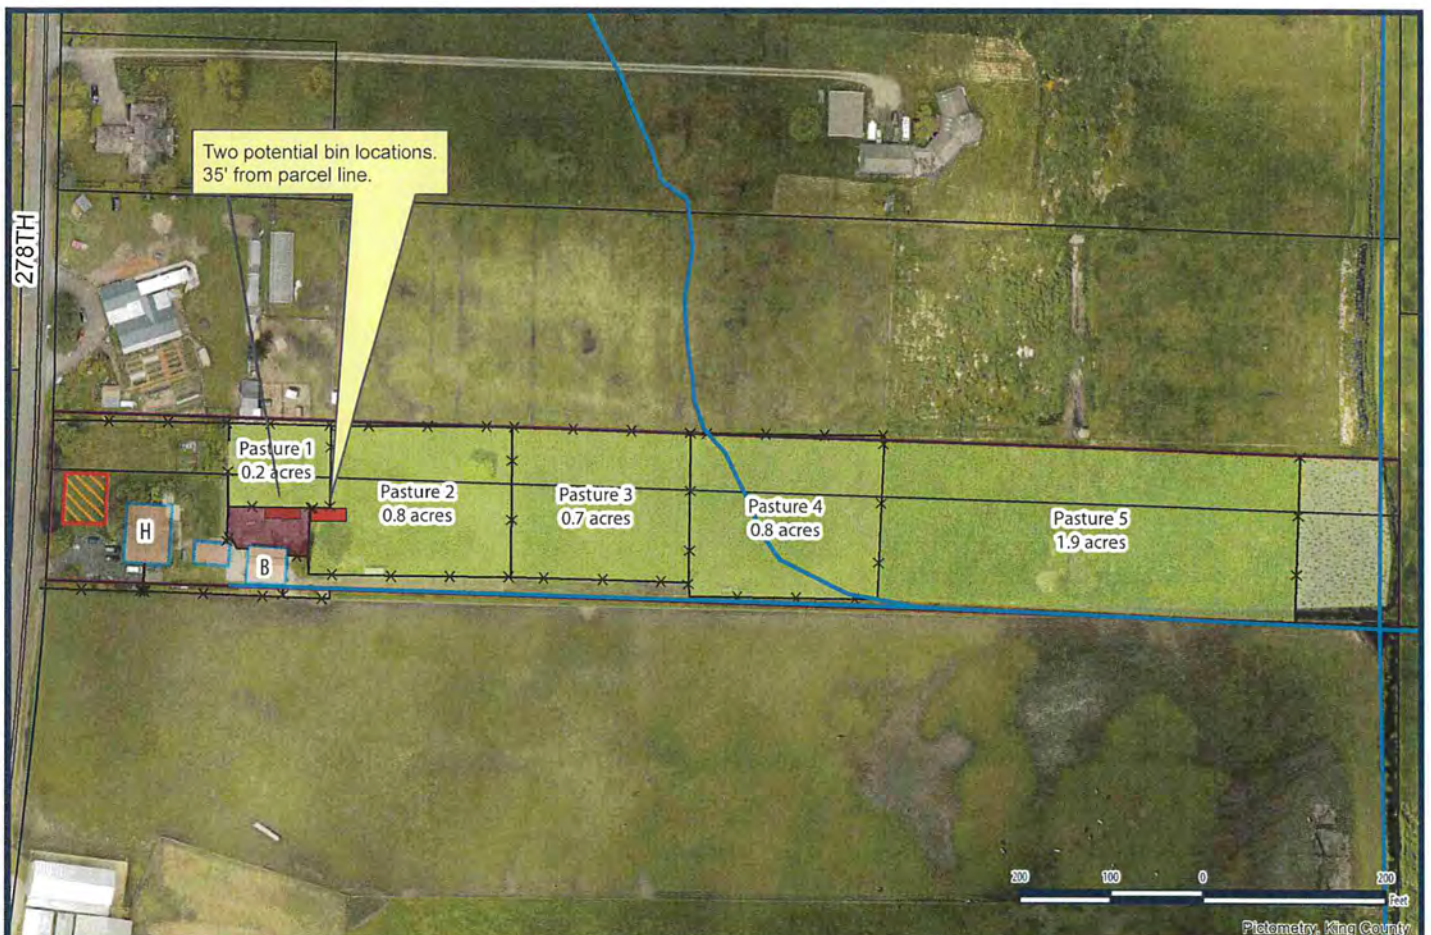 Two potential bin locations.
35' from parcel line.
278TH
Pasture 1
0.2 acres
Pasture 2
0.8 acres
Pasture 3
0.7 acres
Pasture 4
0.8 acres
Pasture 5
1.9 acres
H
B
200 100 0 200
Feet
Pictometry, King County